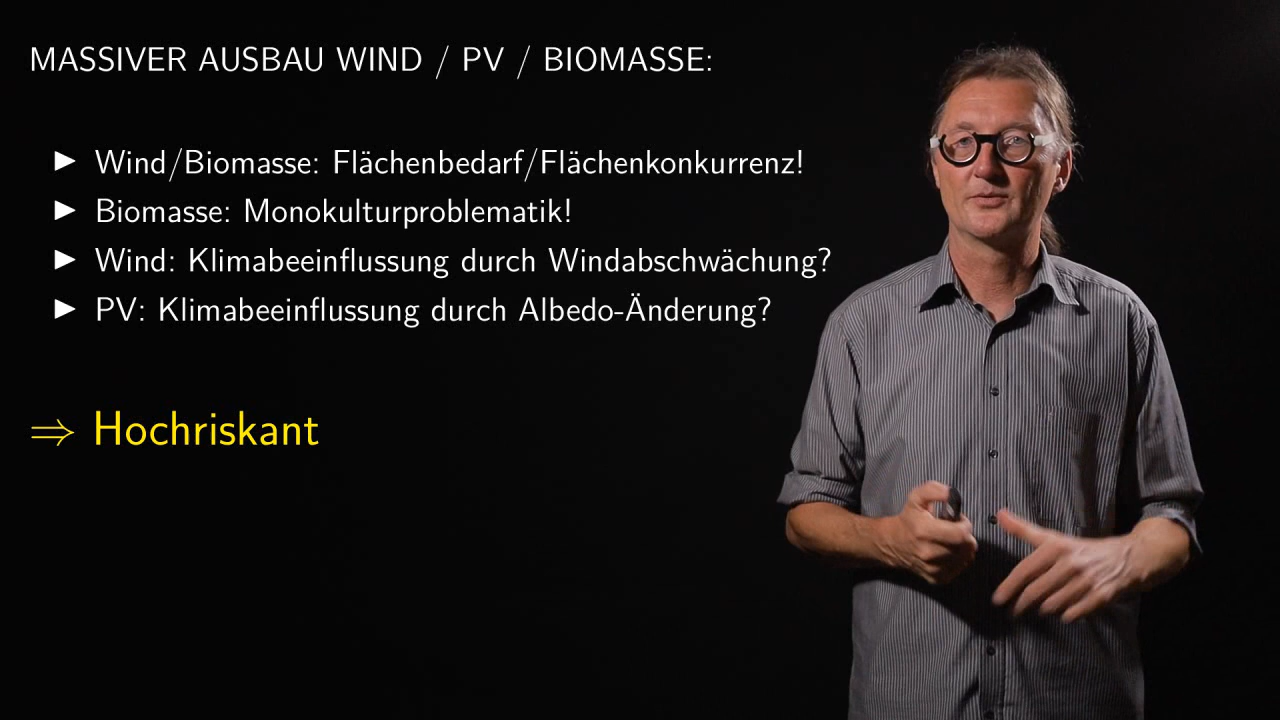 MASSIVER AUSBAU WIND / PV / BIOMASSE:
▶ Wind/Biomasse: Flächenbedarf/Flächenkonkurrenz!
▶ Biomasse: Monokulturproblematik!
▶ Wind: Klimabeeinflussung durch Windabschwächung?
▶ PV: Klimabeeinflussung durch Albedo-Änderung?
⇒ Hochriskant